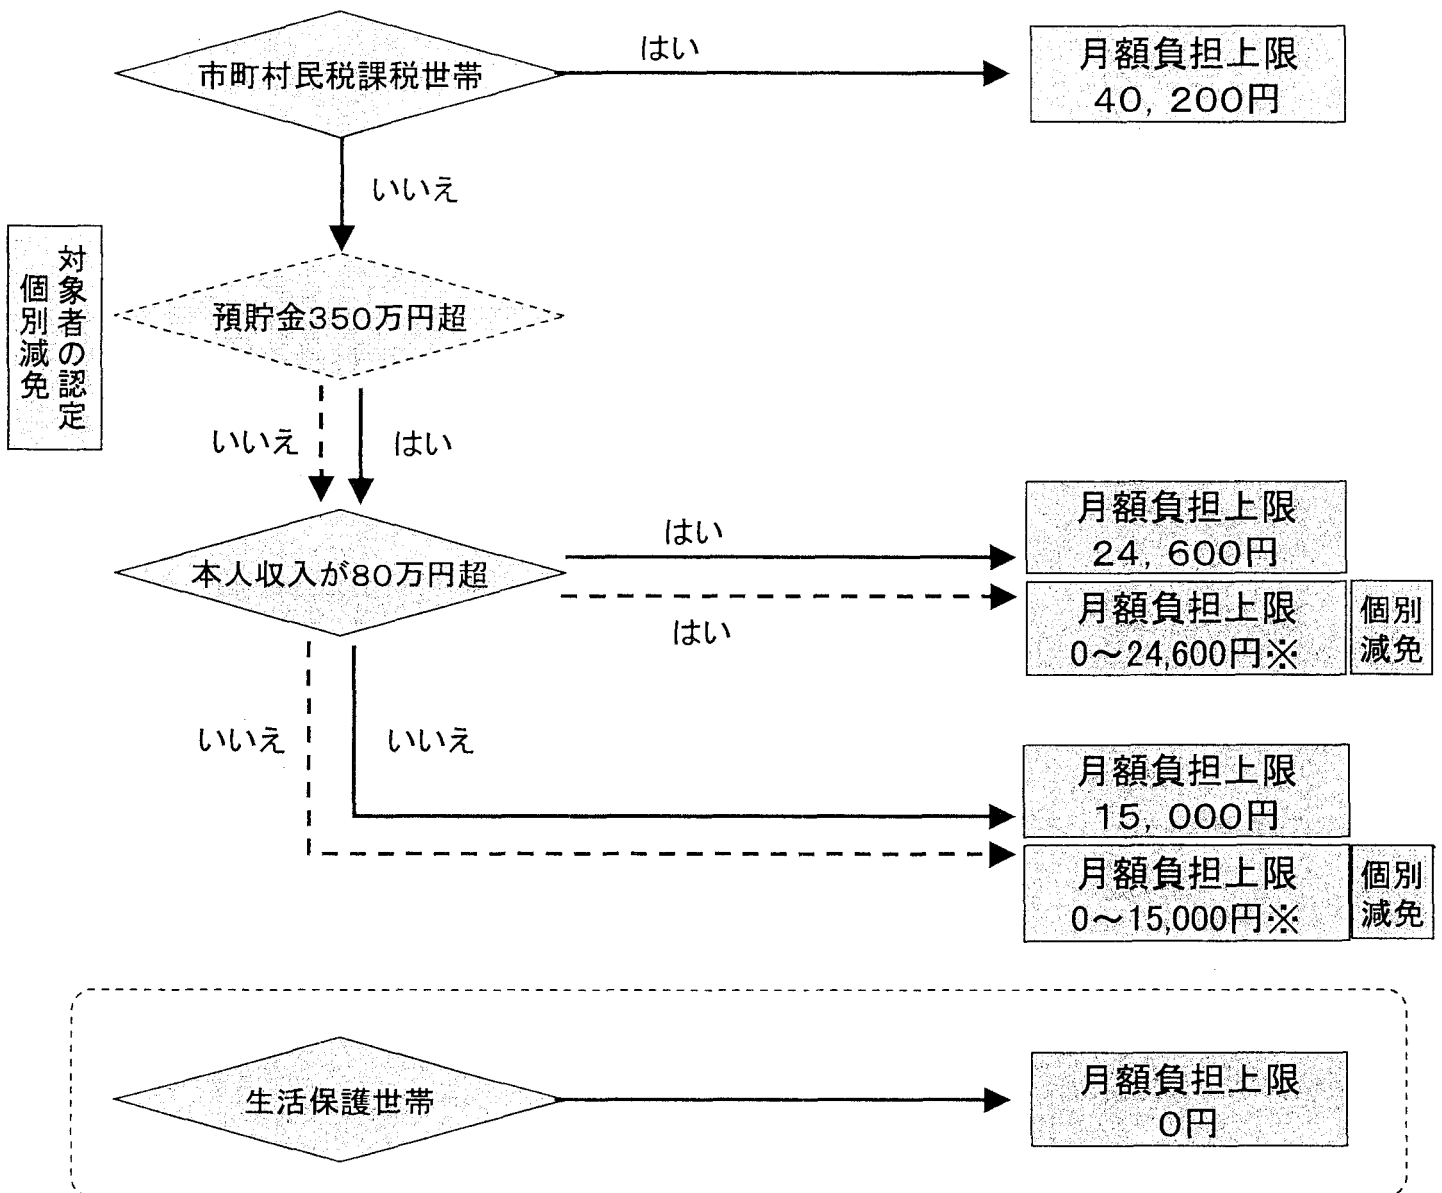 市町村民税課税世帯
はい
月額負担上限
40, 200円
いいえ
対象者の認定
個別減免
預貯金350万円超
いいえ
はい
本人収入が80万円超
はい
月額負担上限
24, 600円
はい
月額負担上限
0～24,600円※
個別
減免
いいえ
いいえ
月額負担上限
15, 000円
月額負担上限
0～15,000円※
個別
減免
生活保護世帯
月額負担上限
0円